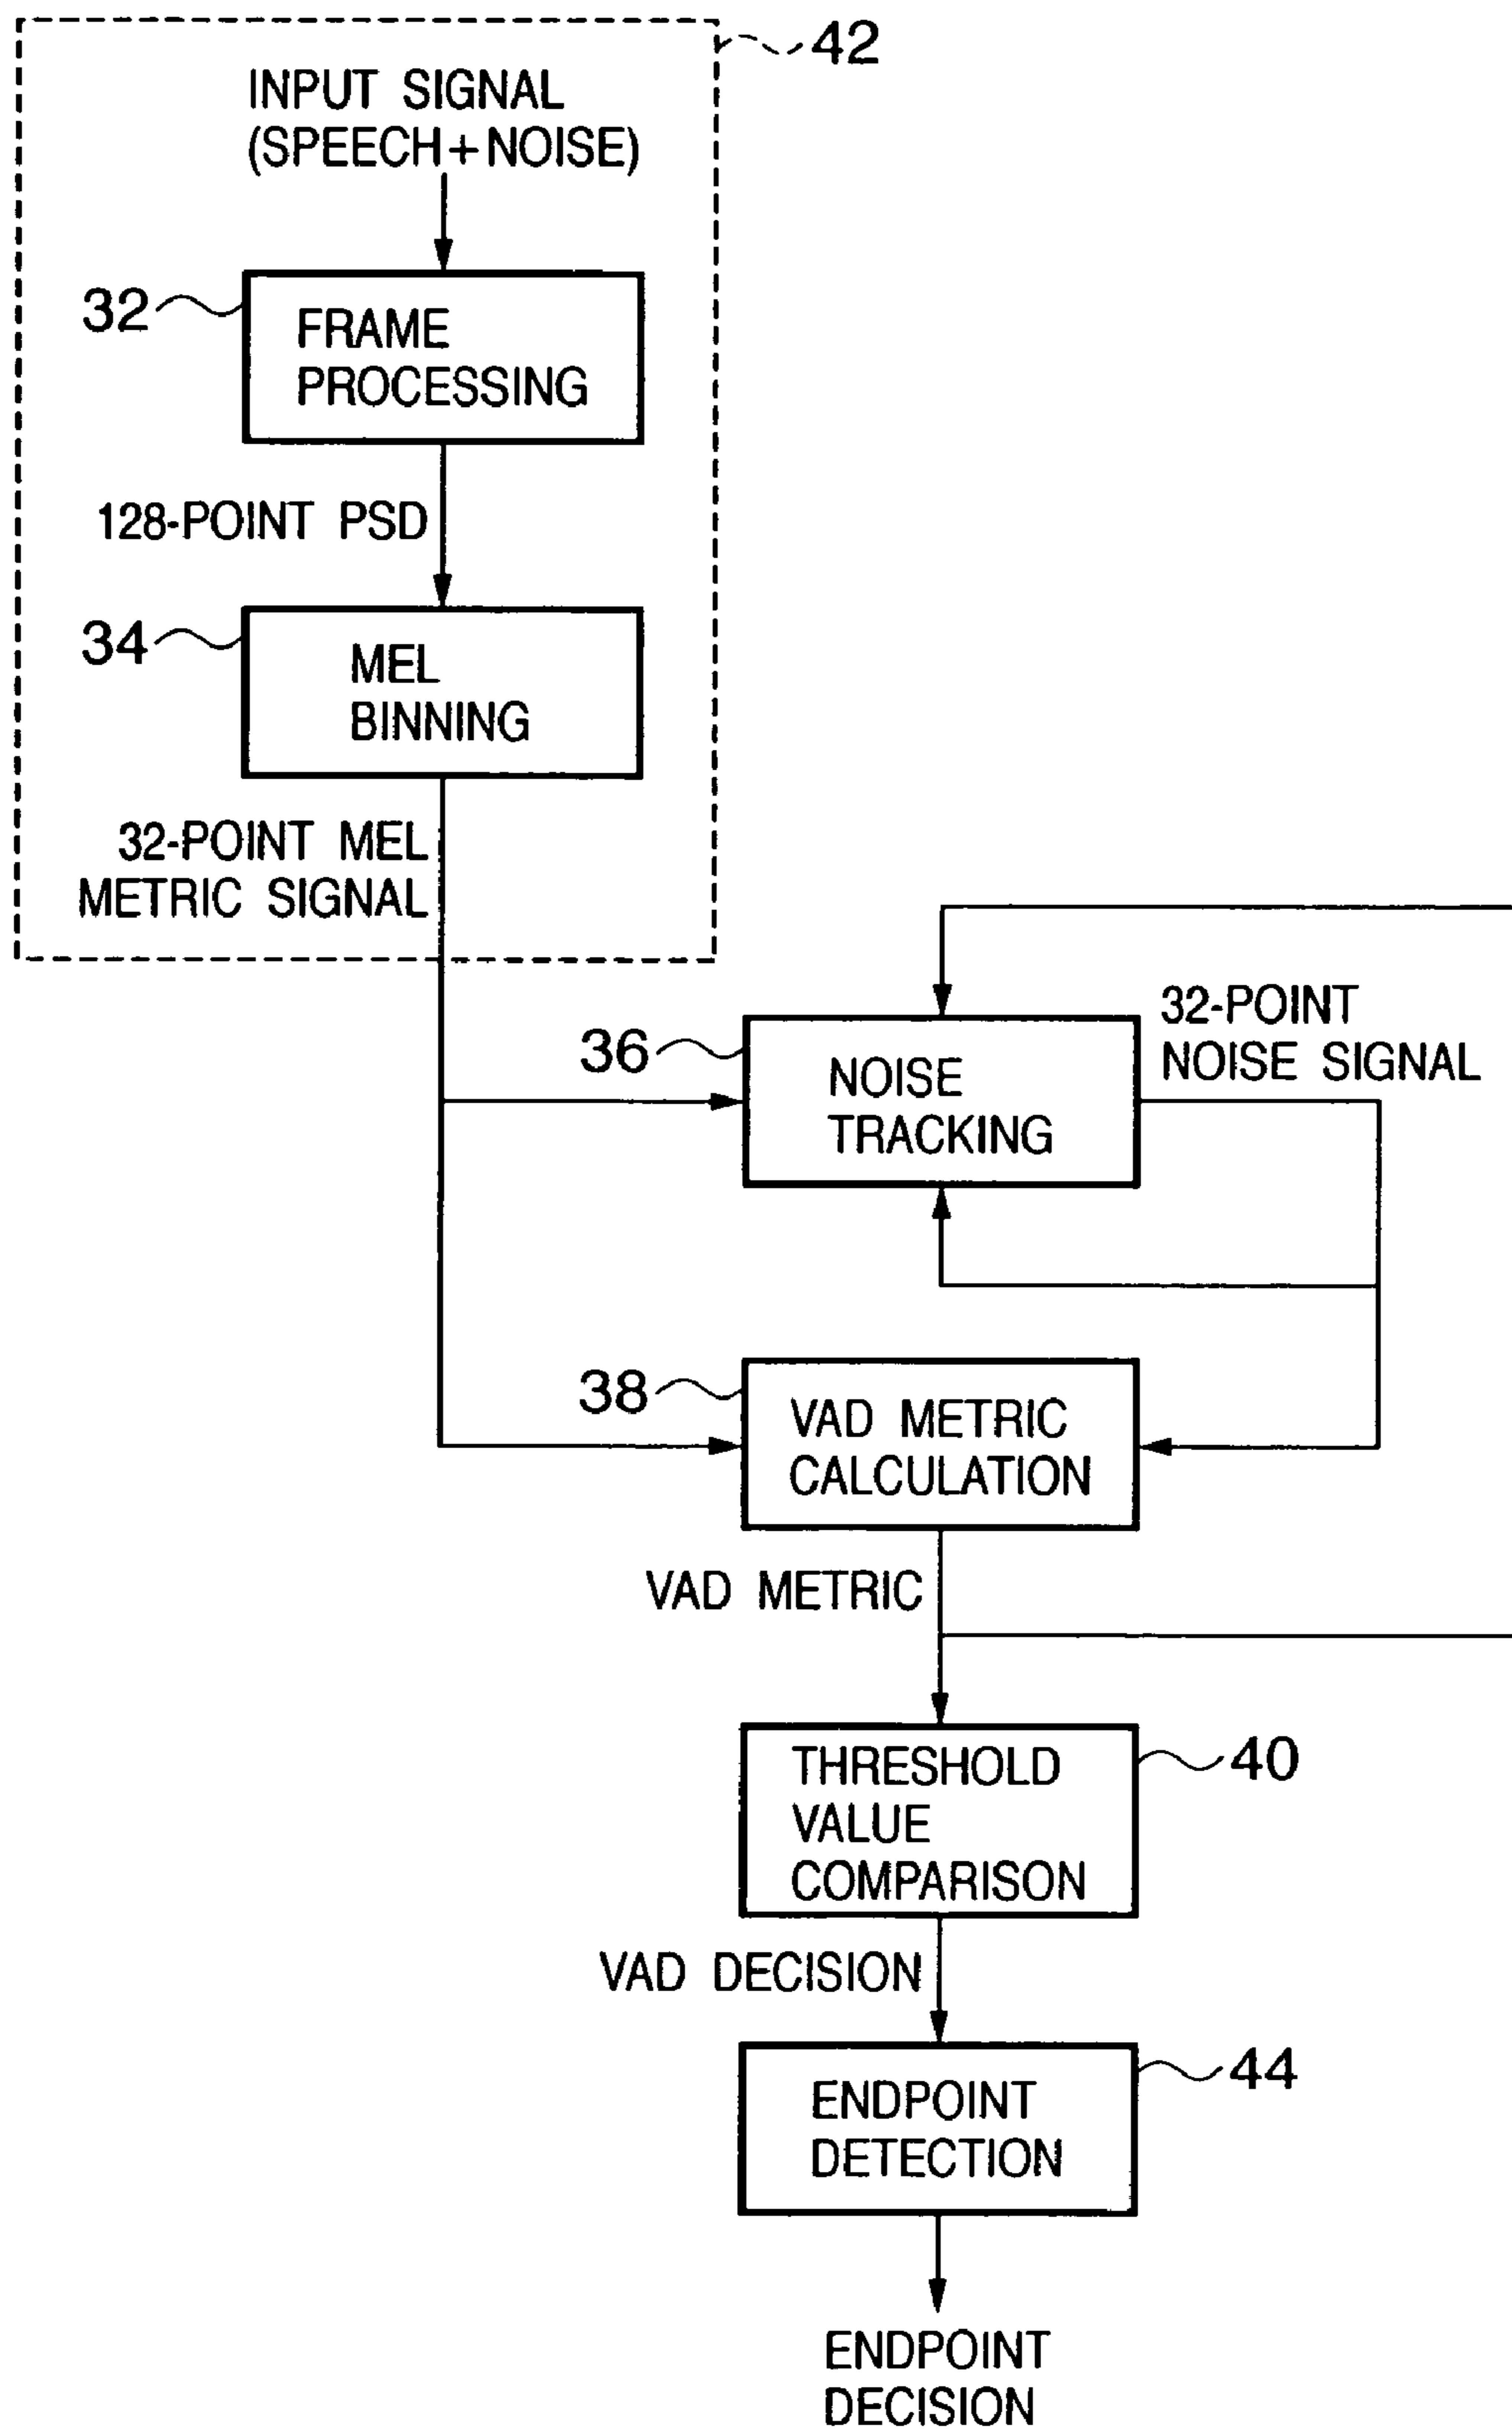 42
INPUT SIGNAL
(SPEECH+NOISE)
32
FRAME
PROCESSING
128-POINT PSD
34
MEL
BINNING
32-POINT MEL
METRIC SIGNAL
36
NOISE
TRACKING
32-POINT
NOISE SIGNAL
38
VAD METRIC
CALCULATION
VAD METRIC
THRESHOLD
VALUE
COMPARISON
40
VAD DECISION
ENDPOINT
DETECTION
44
ENDPOINT
DECISION